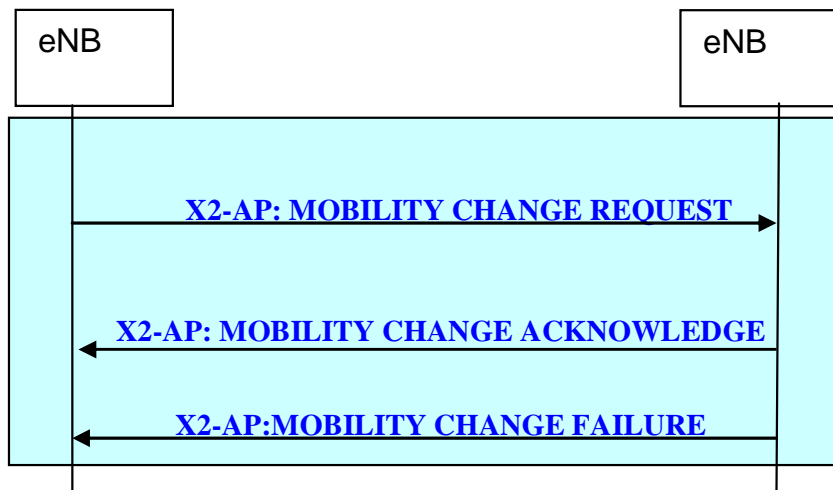 eNB
eNB
X2-AP: MOBILITY CHANGE REQUEST
X2-AP: MOBILITY CHANGE ACKNOWLEDGE
X2-AP:MOBILITY CHANGE FAILURE